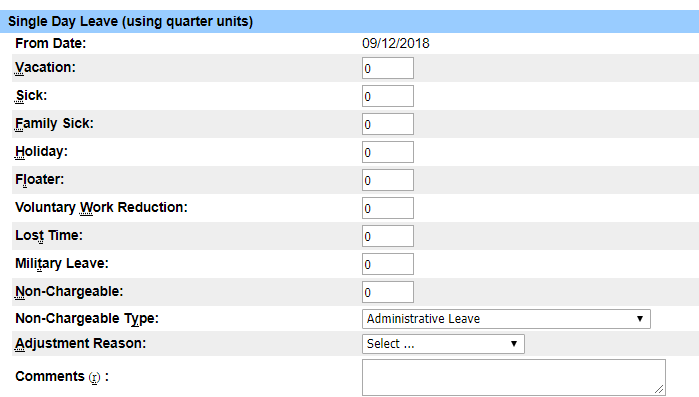 Single Day Leave (using quarter units)
From Date: 09/12/2018
Vacation: 0
Sick: 0
Family Sick: 0
Holiday: 0
Floater: 0
Voluntary Work Reduction: 0
Lost Time: 0
Military Leave: 0
Non-Chargeable: 0
Non-Chargeable Type: Administrative Leave
Adjustment Reason: Select ...
Comments (r) :